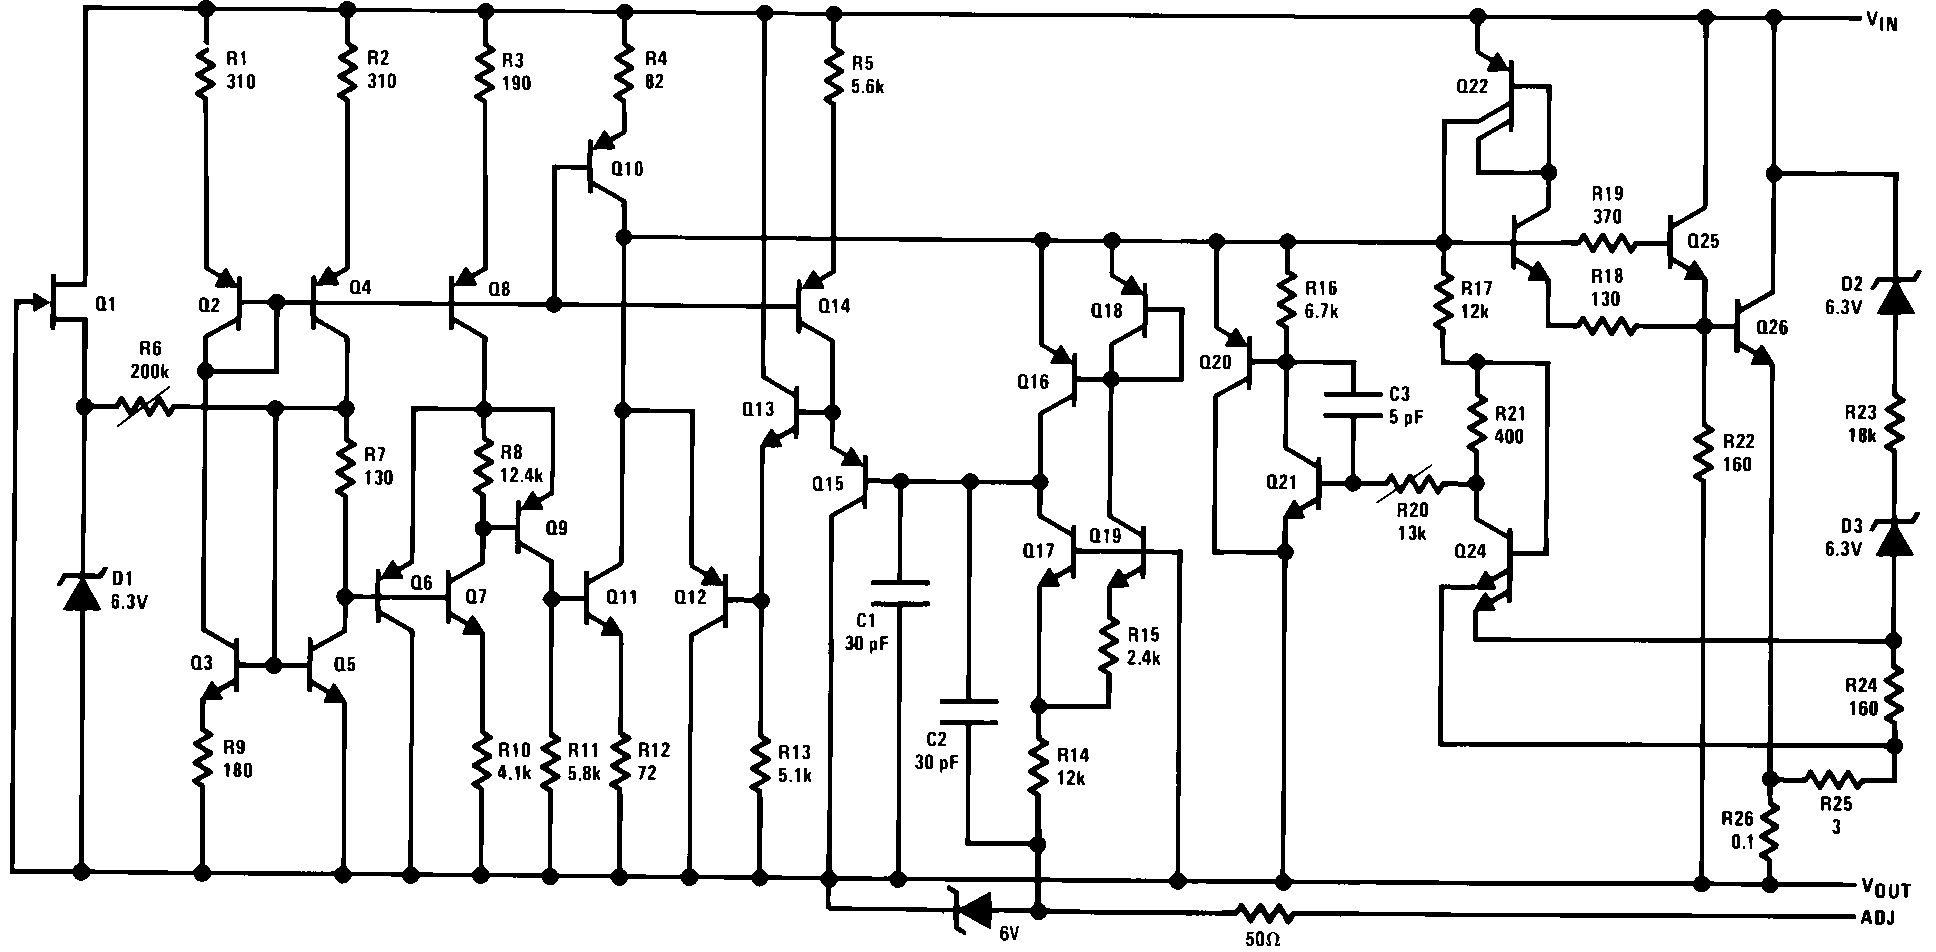 VIN
R1
310
R2
310
R3
190
R4
82
R5
5.6k
Q22
Q10
R19
370
Q25
Q1
Q2
Q4
Q8
Q14
Q18
R16
6.7k
R17
12k
R18
130
Q26
D2
6.3V
R6
200k
Q16
Q20
C3
5 pF
R21
400
R23
18k
Q13
R7
130
R8
12.4k
Q15
Q21
R20
13k
R22
160
Q9
Q17
Q19
Q24
D3
6.3V
D1
6.3V
Q6
Q7
Q11
Q12
C1
30 pF
R15
2.4k
Q3
Q5
R24
160
R9
180
R10
4.1k
R11
5.8k
R12
72
R13
5.1k
C2
30 pF
R14
12k
R25
3
R26
0.1
VOUT
ADJ
6V
50Ω